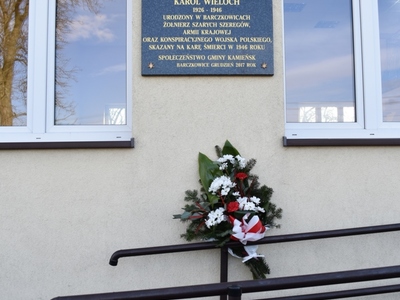 KAROL WIELOCH
1926 - 1946
URODZONY W BARCZKOWICACH
ŻOŁNIERZ SZARYCH SZEREGÓW,
ARMII KRAJOWEJ
ORAZ KONSPIRACYJNEGO WOJSKA POLSKIEGO,
SKAZANY NA KARĘ ŚMIERCI W 1946 ROKU
SPOŁECZEŃSTWO GMINY KAMIEŃSK
BARCZKOWICE GRUDZIEŃ 2017 ROK